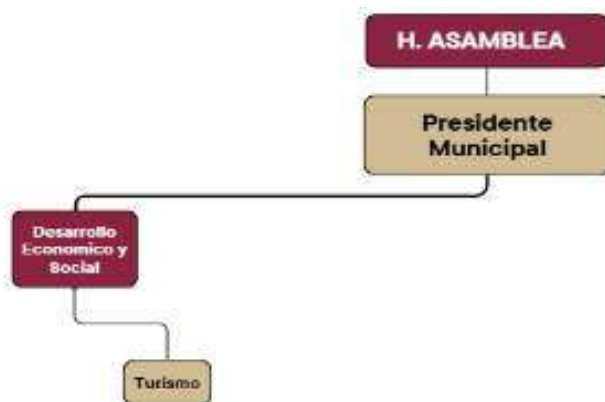 H. ASAMBLEA
Presidente
Municipal
Desarrollo
Economico y
Social
Turismo